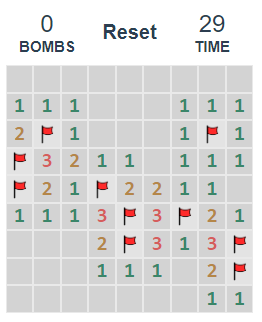 0 Reset 29
BOMBS TIME
1 1 1 1 1 1
2 1 1 1
3 2 1 1 1 1 1
2 1 2 2 1 1
1 1 1 3 3 2 1
2 3 1 3
1 1 1 2
1 1